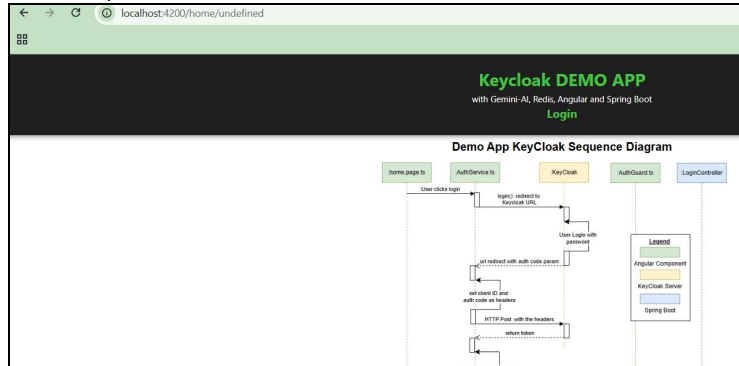 localhost:4200/home/undefined
Keycloak DEMO APP
with Gemini-AI, Redis, Angular and Spring Boot
Login
Demo App KeyCloak Sequence Diagram
:home.page.ts
:AuthService.ts
:KeyCloak
:AuthGuard.ts
:LoginController
User clicks login
login(): redirect to
Keycloak URL
User Login with
password
url redirect with auth code param
set client ID and
auth code as headers
HTTP Post with the headers
return token
Legend
Angular Component
KeyCloak Server
Spring Boot